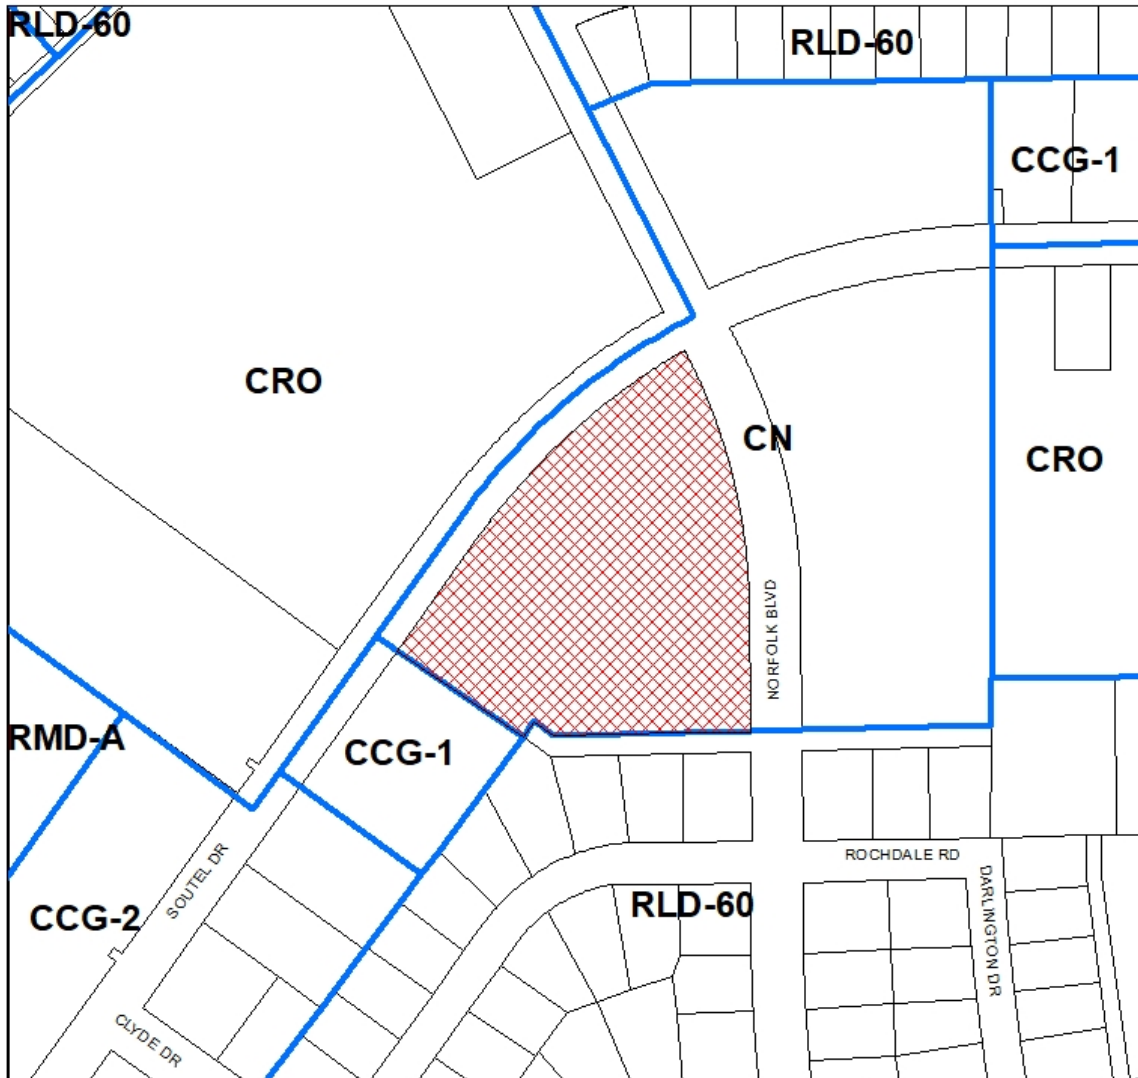 RLD-60
RLD-60
CCG-1
CRO
CN
CRO
NORFOLK BLVD
RMD-A
CCG-1
ROCHDALE RD
SOUTEL DR
RLD-60
CCG-2
DARLINGTON DR
CLYDE DR